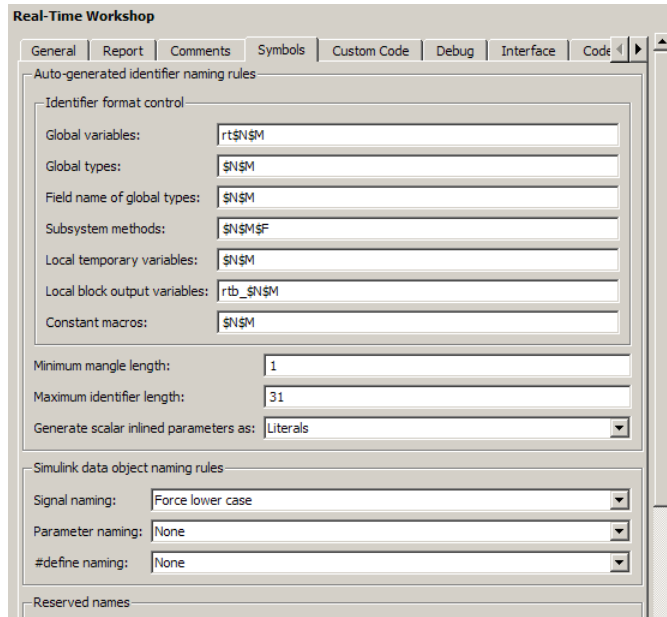 Real-Time Workshop
General Report Comments Symbols Custom Code Debug Interface Code
Auto-generated identifier naming rules
Identifier format control
Global variables: rt$N$M
Global types: $N$M
Field name of global types: $N$M
Subsystem methods: $N$M$F
Local temporary variables: $N$M
Local block output variables: rtb_$N$M
Constant macros: $N$M
Minimum mangle length: 1
Maximum identifier length: 31
Generate scalar inlined parameters as: Literals
Simulink data object naming rules
Signal naming: Force lower case
Parameter naming: None
#define naming: None
Reserved names